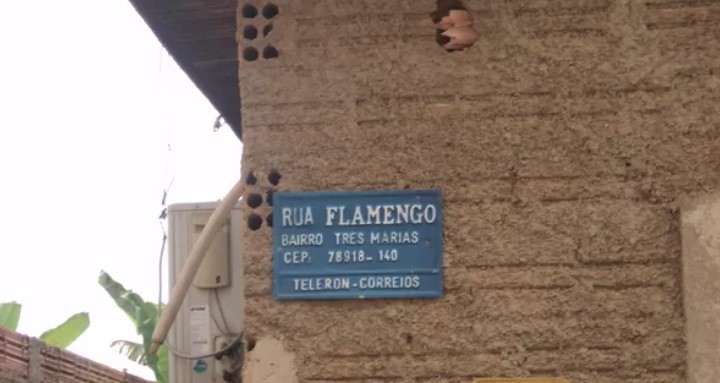 RUA FLAMENGO
BAIRRO TRES MARIAS
CEP: 78918-140
TELERON-CORREIOS